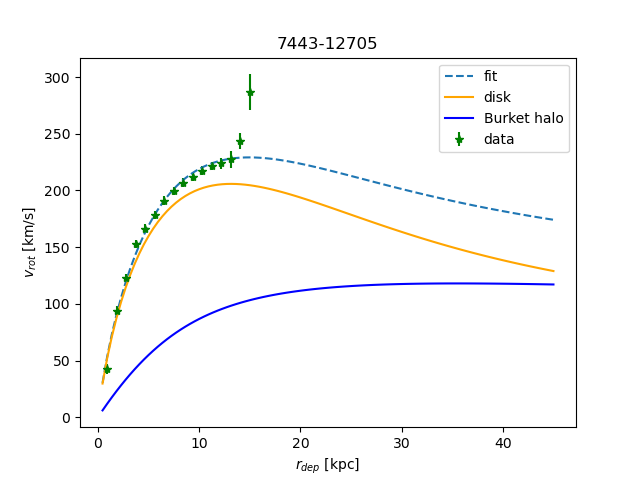 7443-12705
300
250
200
150
100
50
0
v_rot [km/s]
fit
disk
Burket halo
data
0 10 20 30 40
r_dep [kpc]